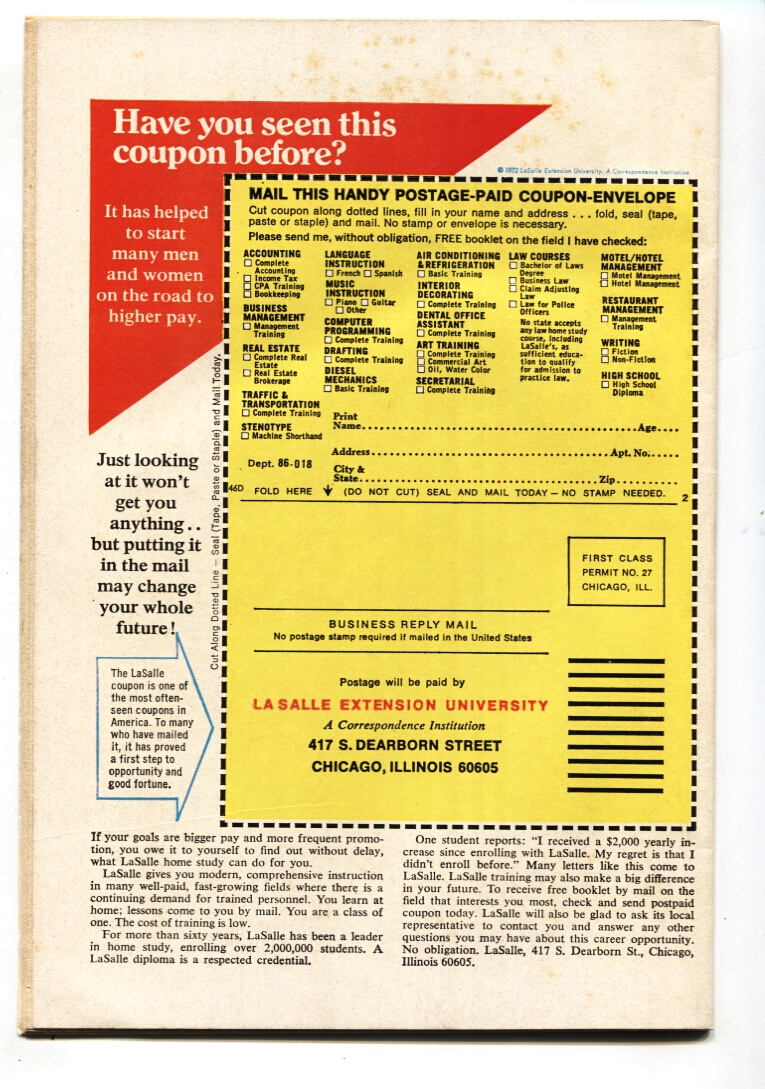 Have you seen this
coupon before?
© 1972 LaSalle Extension University, A Correspondence Institution
It has helped
to start
many men
and women
on the road to
higher pay.
MAIL THIS HANDY POSTAGE-PAID COUPON-ENVELOPE
Cut coupon along dotted lines, fill in your name and address . . . fold, seal (tape,
paste or staple) and mail. No stamp or envelope is necessary.
Please send me, without obligation, FREE booklet on the field I have checked:
ACCOUNTING
☐ Complete
Accounting
☐ Income Tax
☐ CPA Training
☐ Bookkeeping
BUSINESS
MANAGEMENT
☐ Management
Training
REAL ESTATE
☐ Complete Real
Estate
☐ Real Estate
Brokerage
TRAFFIC &
TRANSPORTATION
☐ Complete Training
STENOTYPE
☐ Machine Shorthand
LANGUAGE
INSTRUCTION
☐ French ☐ Spanish
MUSIC
INSTRUCTION
☐ Piano ☐ Guitar
☐ Other
COMPUTER
PROGRAMMING
☐ Complete Training
DRAFTING
☐ Complete Training
DIESEL
MECHANICS
☐ Basic Training
AIR CONDITIONING
& REFRIGERATION
☐ Basic Training
INTERIOR
DECORATING
☐ Complete Training
DENTAL OFFICE
ASSISTANT
☐ Complete Training
ART TRAINING
☐ Complete Training
☐ Commercial Art
☐ Oil, Water Color
SECRETARIAL
☐ Complete Training
LAW COURSES
☐ Bachelor of Laws
Degree
☐ Business Law
☐ Claim Adjusting
Law
☐ Law for Police
Officers
No state accepts
any law home study
course, including
LaSalle's, as
sufficient educa-
tion to qualify
for admission to
practice law.
MOTEL/HOTEL
MANAGEMENT
☐ Motel Management
☐ Hotel Management
RESTAURANT
MANAGEMENT
☐ Management
Training
WRITING
☐ Fiction
☐ Non-Fiction
HIGH SCHOOL
☐ High School
Diploma
Print
Name.......... Age....
Address.......... Apt. No......
Dept. 86-018
City &
State.......... Zip..........
46D FOLD HERE ↓ (DO NOT CUT) SEAL AND MAIL TODAY — NO STAMP NEEDED. 2
Cut Along Dotted Line — Seal (Tape, Paste or Staple) and Mail Today.
Just looking
at it won't
get you
anything . .
but putting it
in the mail
may change
your whole
future!
The LaSalle
coupon is one of
the most often-
seen coupons in
America. To many
who have mailed
it, it has proved
a first step to
opportunity and
good fortune.
FIRST CLASS
PERMIT NO. 27
CHICAGO, ILL.
BUSINESS REPLY MAIL
No postage stamp required if mailed in the United States
Postage will be paid by
LA SALLE EXTENSION UNIVERSITY
A Correspondence Institution
417 S. DEARBORN STREET
CHICAGO, ILLINOIS 60605
If your goals are bigger pay and more frequent promo-
tion, you owe it to yourself to find out without delay,
what LaSalle home study can do for you.
LaSalle gives you modern, comprehensive instruction
in many well-paid, fast-growing fields where there is a
continuing demand for trained personnel. You learn at
home; lessons come to you by mail. You are a class of
one. The cost of training is low.
For more than sixty years, LaSalle has been a leader
in home study, enrolling over 2,000,000 students. A
LaSalle diploma is a respected credential.
One student reports: "I received a $2,000 yearly in-
crease since enrolling with LaSalle. My regret is that I
didn't enroll before." Many letters like this come to
LaSalle. LaSalle training may also make a big difference
in your future. To receive free booklet by mail on the
field that interests you most, check and send postpaid
coupon today. LaSalle will also be glad to ask its local
representative to contact you and answer any other
questions you may have about this career opportunity.
No obligation. LaSalle, 417 S. Dearborn St., Chicago,
Illinois 60605.